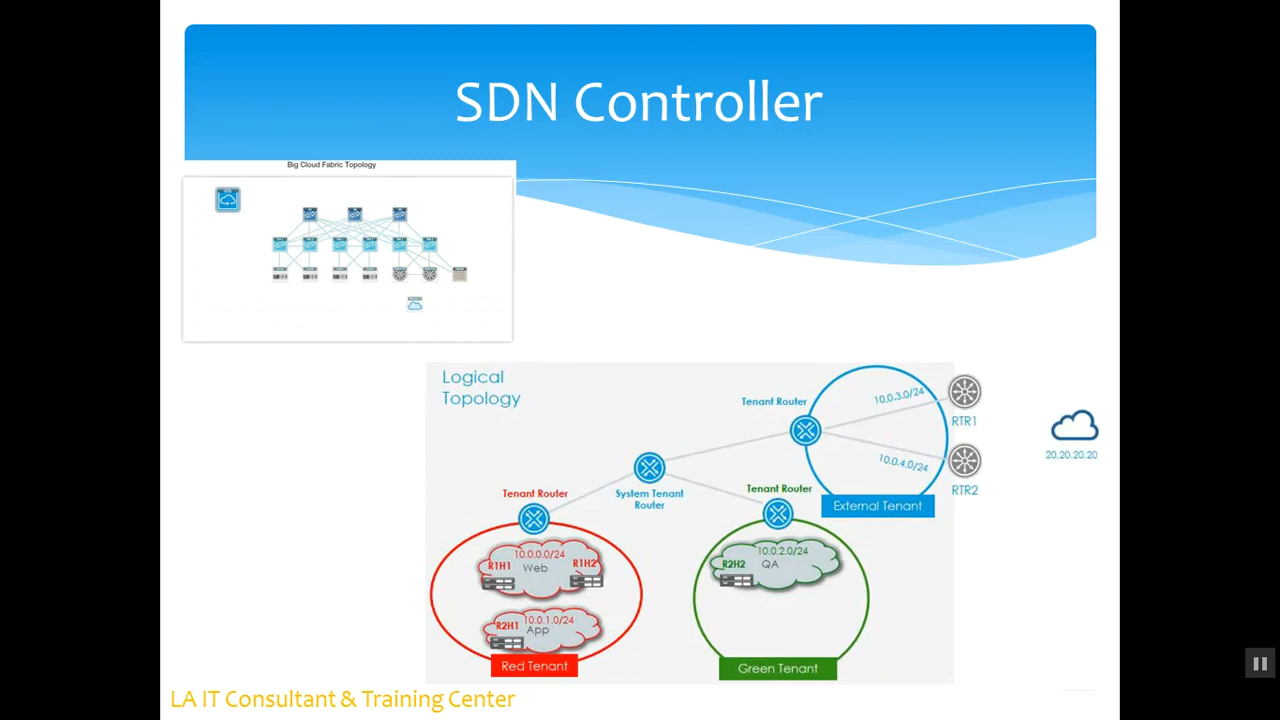 SDN Controller
Big Cloud Fabric Topology
Logical
Topology
Tenant Router
10.0.3.0/24
RTR1
10.0.4.0/24
RTR2
20.20.20.20
External Tenant
System Tenant
Router
Tenant Router
Tenant Router
10.0.0.0/24
R1H1
Web
R1H2
10.0.1.0/24
R2H1
App
Red Tenant
10.0.2.0/24
R2H2
QA
Green Tenant
LA IT Consultant & Training Center